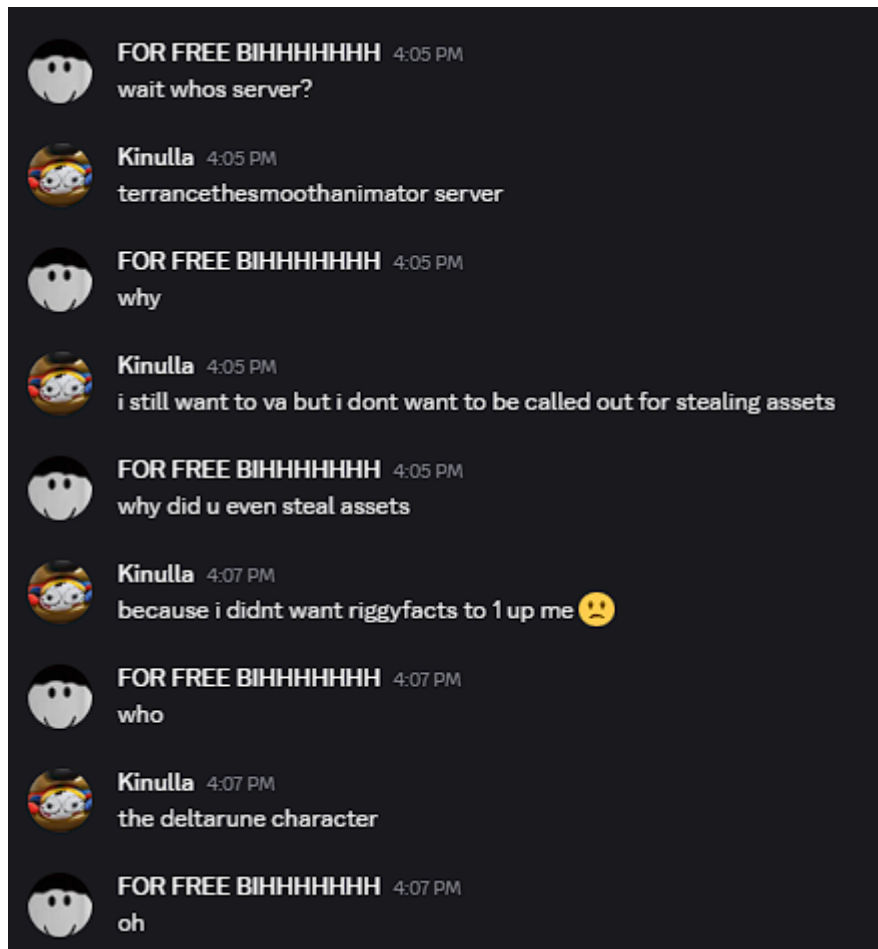 FOR FREE BIHHHHHHH 4:05 PM
wait whos server?
Kinulla 4:05 PM
terrancethesmoothanimator server
FOR FREE BIHHHHHHH 4:05 PM
why
Kinulla 4:05 PM
i still want to va but i dont want to be called out for stealing assets
FOR FREE BIHHHHHHH 4:05 PM
why did u even steal assets
Kinulla 4:07 PM
because i didnt want riggyfacts to 1 up me 🙁
FOR FREE BIHHHHHHH 4:07 PM
who
Kinulla 4:07 PM
the deltarune character
FOR FREE BIHHHHHHH 4:07 PM
oh